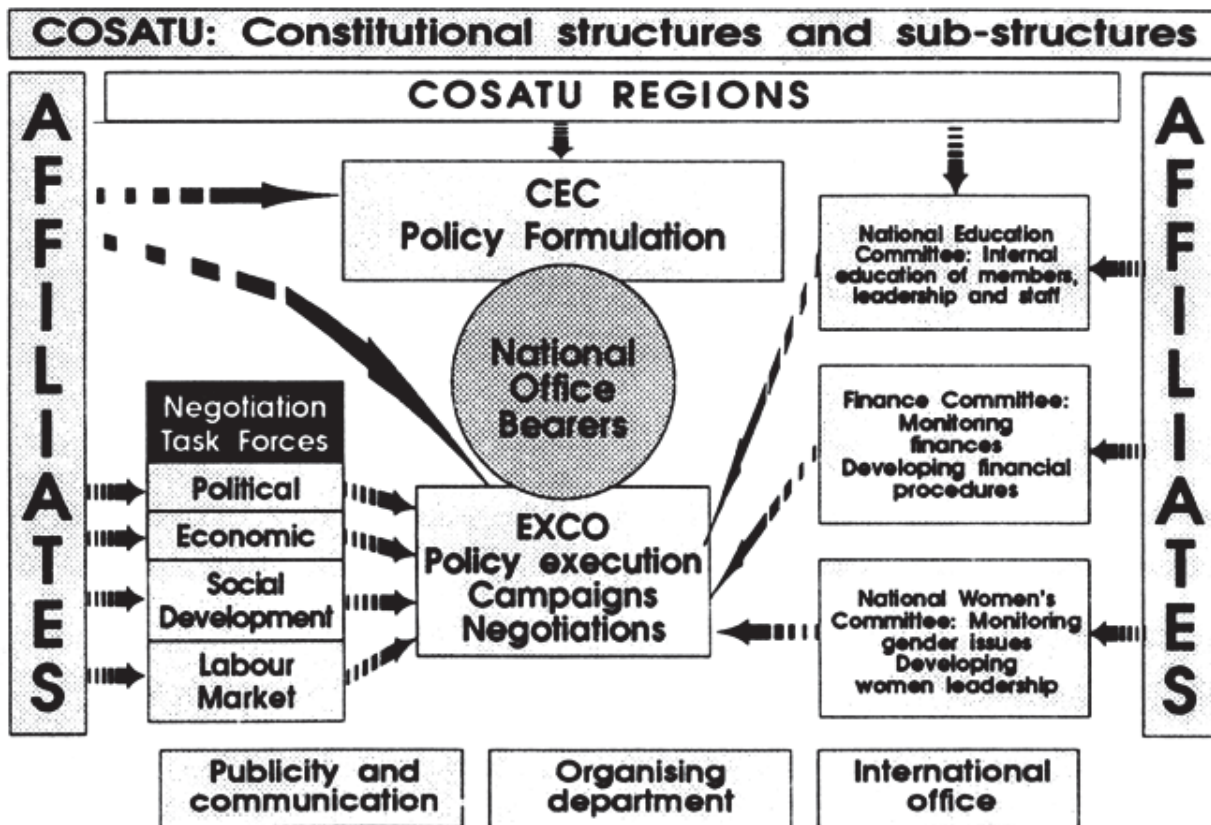 COSATU: Constitutional structures and sub-structures
AFFILIATES
COSATU REGIONS
CEC
Policy Formulation
National
Office
Bearers
Negotiation
Task Forces
Political
Economic
Social
Development
Labour
Market
EXCO
Policy execution
Campaigns
Negotiations
National Education
Committee: Internal
education of members,
leadership and staff
Finance Committee:
Monitoring
finances
Developing financial
procedures
National Women's
Committee: Monitoring
gender issues
Developing
women leadership
AFFILIATES
Publicity and
communication
Organising
department
International
office